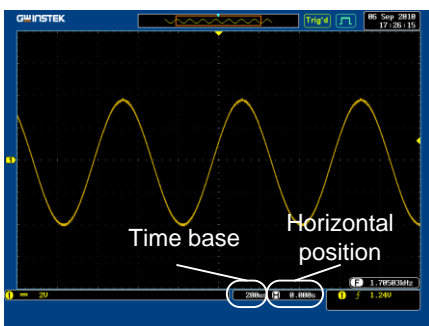 GWINSTEK
Trig'd
06 Sep 2010
17:26:15
1
Time base
Horizontal
position
F 1.70503kHz
1 2V
200us H 0.000s
1 1.24V